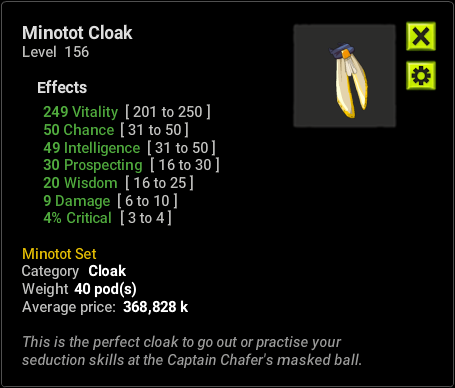 Minotot Cloak
Level 156
Effects
249 Vitality [ 201 to 250 ]
50 Chance [ 31 to 50 ]
49 Intelligence [ 31 to 50 ]
30 Prospecting [ 16 to 30 ]
20 Wisdom [ 16 to 25 ]
9 Damage [ 6 to 10 ]
4% Critical [ 3 to 4 ]
Minotot Set
Category Cloak
Weight 40 pod(s)
Average price: 368,828 k
This is the perfect cloak to go out or practise your
seduction skills at the Captain Chafer's masked ball.